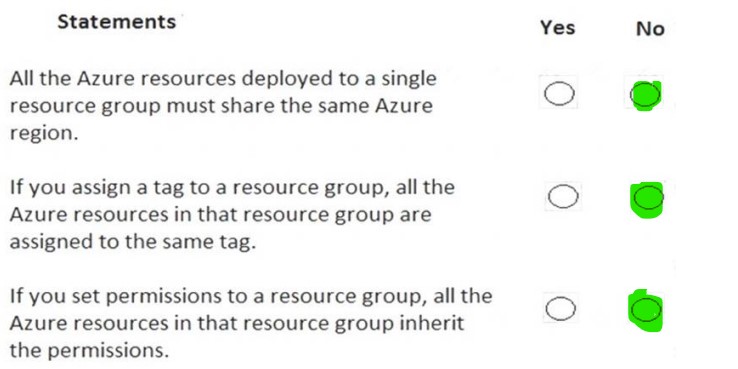 Statements Yes No
All the Azure resources deployed to a single
resource group must share the same Azure
region.
If you assign a tag to a resource group, all the
Azure resources in that resource group are
assigned to the same tag.
If you set permissions to a resource group, all the
Azure resources in that resource group inherit
the permissions.